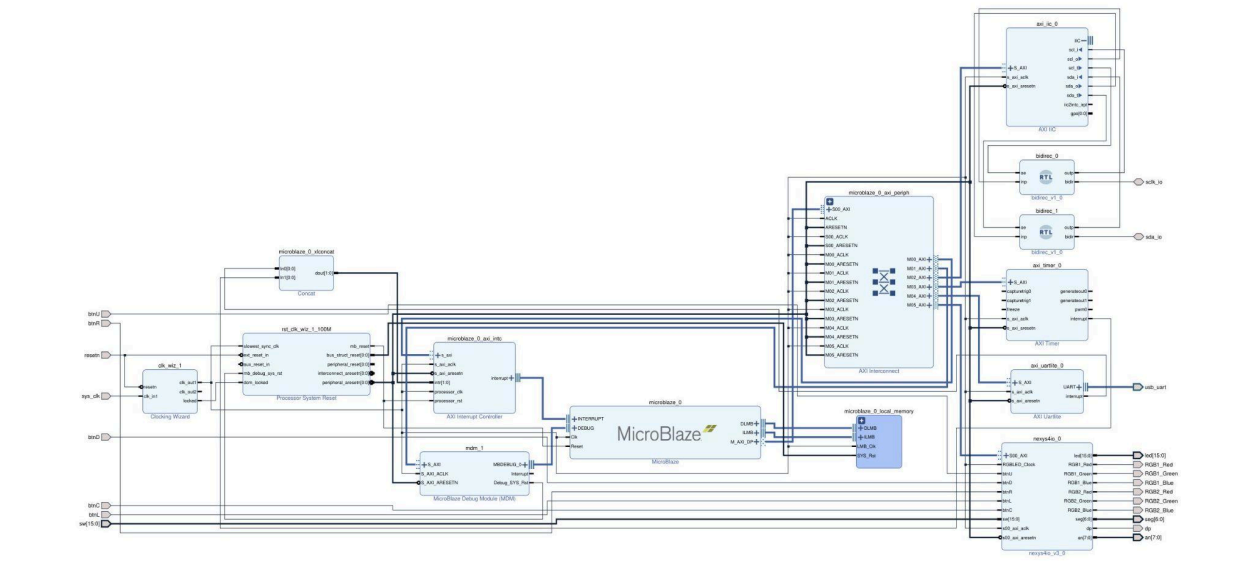 axi_iic_0
IIC
scl_i
scl_o
scl_t
sda_i
sda_o
sda_t
iic2intc_irpt
gpo[0:0]
S_AXI
s_axi_aclk
s_axi_aresetn
AXI IIC
bidirec_0
inp
outp
bidir
RTL
bidirec_v1_0
sclk_io
bidirec_1
inp
outp
bidir
RTL
bidirec_v1_0
microblaze_0_axi_periph
S00_AXI
ACLK
ARESETN
S00_ACLK
S00_ARESETN
M00_ACLK
M00_ARESETN
M01_ACLK
M01_ARESETN
M02_ACLK
M02_ARESETN
M03_ACLK
M03_ARESETN
M04_ACLK
M04_ARESETN
M05_ACLK
M05_ARESETN
M00_AXI
M01_AXI
M02_AXI
M03_AXI
M04_AXI
M05_AXI
AXI Interconnect
axi_timer_0
S_AXI
capturetrig0
capturetrig1
freeze
s_axi_aclk
s_axi_aresetn
generateout0
generateout1
pwm0
interrupt
AXI Timer
axi_uartlite_0
S_AXI
s_axi_aclk
s_axi_aresetn
UART
interrupt
AXI Uartlite
usb_uart
microblaze_0_xlconcat
In0[0:0]
In1[0:0]
dout[1:0]
Concat
btnU
btnR
resetn
sys_clk
btnD
btnC
btnL
sw[15:0]
clk_wiz_1
resetn
clk_in1
clk_out1
clk_out2
locked
Clocking Wizard
rst_clk_wiz_1_100M
slowest_sync_clk
ext_reset_in
aux_reset_in
mb_debug_sys_rst
dcm_locked
mb_reset
bus_struct_reset[0:0]
peripheral_reset[0:0]
interconnect_aresetn[0:0]
peripheral_aresetn[0:0]
Processor System Reset
microblaze_0_axi_intc
s_axi
s_axi_aclk
s_axi_aresetn
intr[1:0]
processor_clk
processor_rst
interrupt
AXI Interrupt Controller
mdm_1
S_AXI
S_AXI_ACLK
S_AXI_ARESETN
MBDEBUG_0
Interrupt
Debug_SYS_Rst
MicroBlaze Debug Module (MDM)
microblaze_0
INTERRUPT
DEBUG
Clk
Reset
MicroBlaze
DLMB
ILMB
M_AXI_DP
MicroBlaze
microblaze_0_local_memory
DLMB
ILMB
LMB_Clk
SYS_Rst
nexys4io_0
S00_AXI
RGBLED_Clock
btnU
btnD
btnR
btnL
btnC
sw[15:0]
s00_axi_aclk
s00_axi_aresetn
led[15:0]
RGB1_Red
RGB1_Green
RGB1_Blue
RGB2_Red
RGB2_Green
RGB2_Blue
seg[6:0]
dp
an[7:0]
nexys4io_v3_0
led[15:0]
RGB1_Red
RGB1_Green
RGB1_Blue
RGB2_Red
RGB2_Green
RGB2_Blue
seg[6:0]
dp
an[7:0]